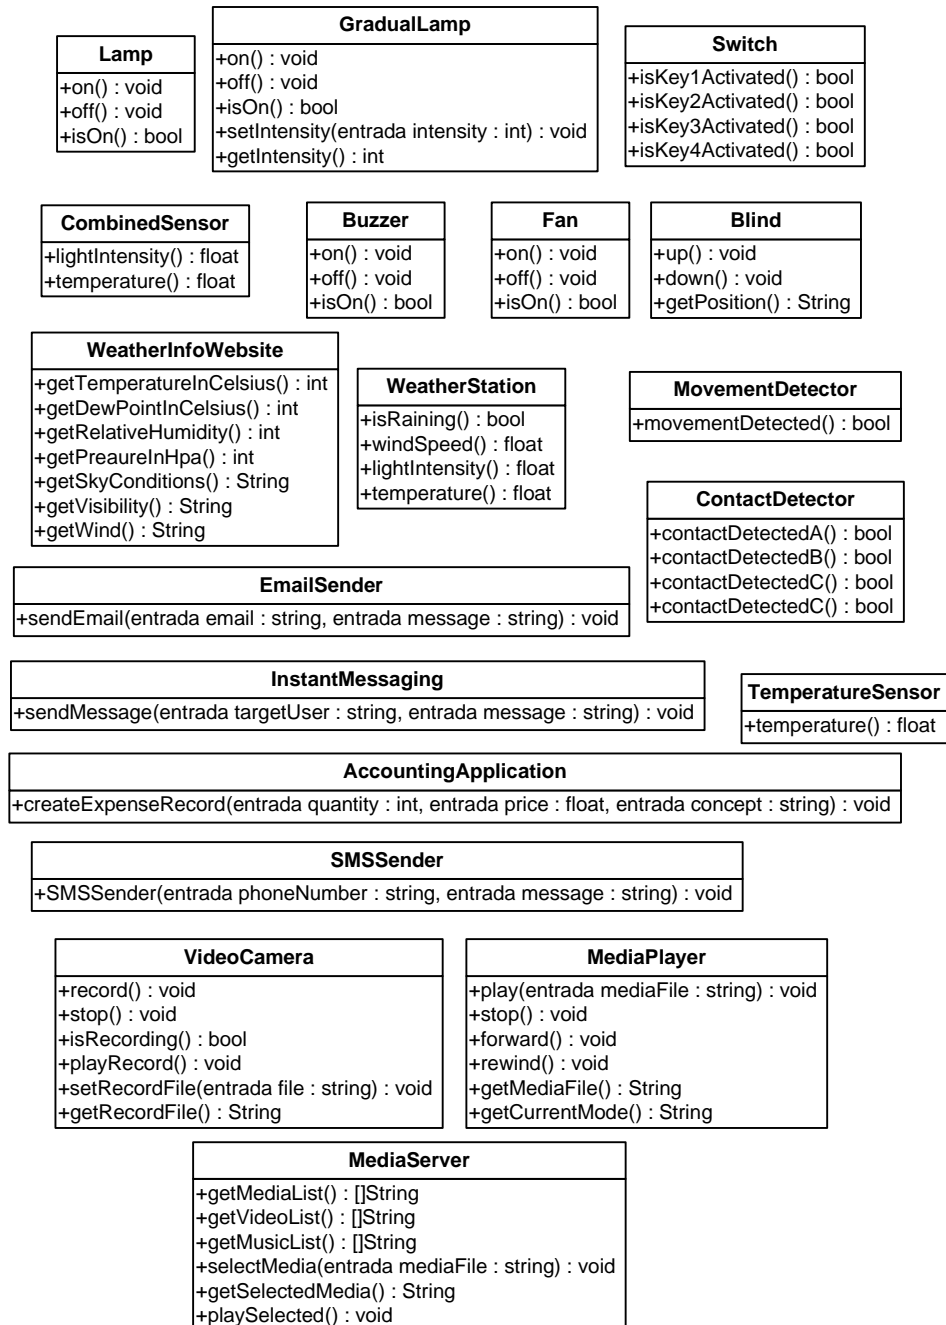 Lamp
+on() : void
+off() : void
+isOn() : bool
GradualLamp
+on() : void
+off() : void
+isOn() : bool
+setIntensity(entrada intensity : int) : void
+getIntensity() : int
Switch
+isKey1Activated() : bool
+isKey2Activated() : bool
+isKey3Activated() : bool
+isKey4Activated() : bool
CombinedSensor
+lightIntensity() : float
+temperature() : float
Buzzer
+on() : void
+off() : void
+isOn() : bool
Fan
+on() : void
+off() : void
+isOn() : bool
Blind
+up() : void
+down() : void
+getPosition() : String
WeatherInfoWebsite
+getTemperatureInCelsius() : int
+getDewPointInCelsius() : int
+getRelativeHumidity() : int
+getPreaureInHpa() : int
+getSkyConditions() : String
+getVisibility() : String
+getWind() : String
WeatherStation
+isRaining() : bool
+windSpeed() : float
+lightIntensity() : float
+temperature() : float
MovementDetector
+movementDetected() : bool
ContactDetector
+contactDetectedA() : bool
+contactDetectedB() : bool
+contactDetectedC() : bool
+contactDetectedC() : bool
EmailSender
+sendEmail(entrada email : string, entrada message : string) : void
InstantMessaging
+sendMessage(entrada targetUser : string, entrada message : string) : void
TemperatureSensor
+temperature() : float
AccountingApplication
+createExpenseRecord(entrada quantity : int, entrada price : float, entrada concept : string) : void
SMSSender
+SMSSender(entrada phoneNumber : string, entrada message : string) : void
VideoCamera
+record() : void
+stop() : void
+isRecording() : bool
+playRecord() : void
+setRecordFile(entrada file : string) : void
+getRecordFile() : String
MediaPlayer
+play(entrada mediaFile : string) : void
+stop() : void
+forward() : void
+rewind() : void
+getMediaFile() : String
+getCurrentMode() : String
MediaServer
+getMediaList() : []String
+getVideoList() : []String
+getMusicList() : []String
+selectMedia(entrada mediaFile : string) : void
+getSelectedMedia() : String
+playSelected() : void